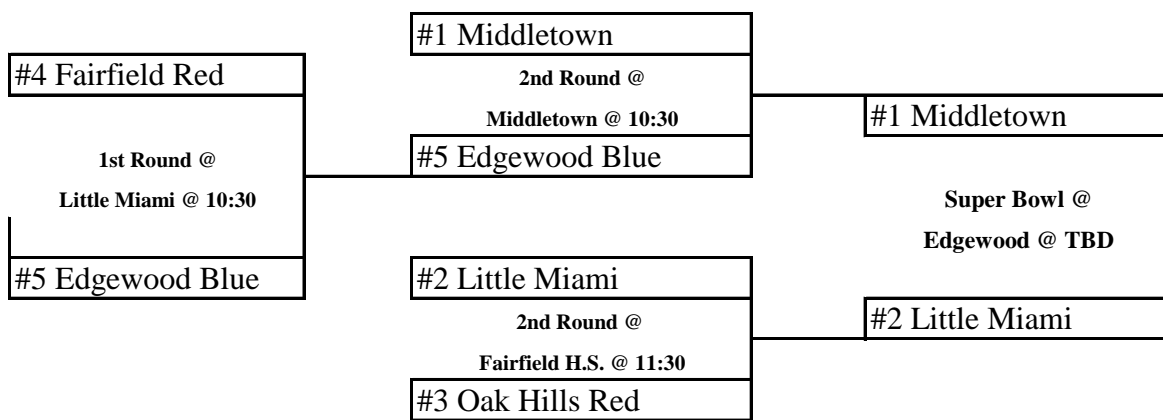 #4 Fairfield Red
1st Round @
Little Miami @ 10:30
#5 Edgewood Blue
#1 Middletown
2nd Round @
Middletown @ 10:30
#5 Edgewood Blue
#2 Little Miami
2nd Round @
Fairfield H.S. @ 11:30
#3 Oak Hills Red
#1 Middletown
Super Bowl @
Edgewood @ TBD
#2 Little Miami